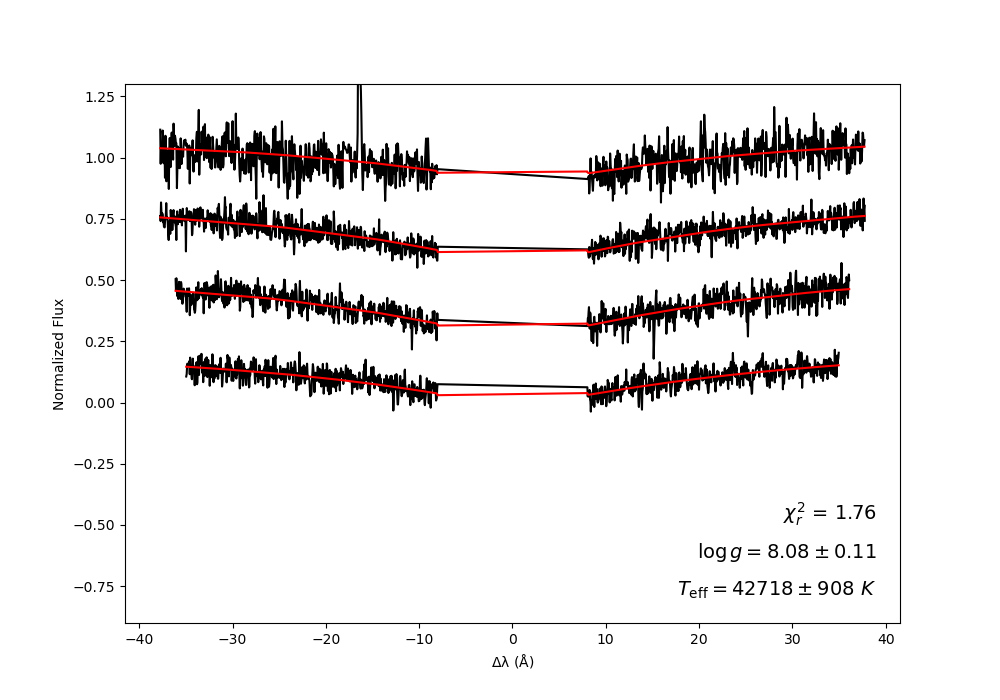 Normalized Flux
1.25
1.00
0.75
0.50
0.25
0.00
−0.25
−0.50
−0.75
χ²ᵣ = 1.76
log g = 8.08 ± 0.11
T_eff = 42718 ± 908 K
−40 −30 −20 −10 0 10 20 30 40
Δλ (Å)